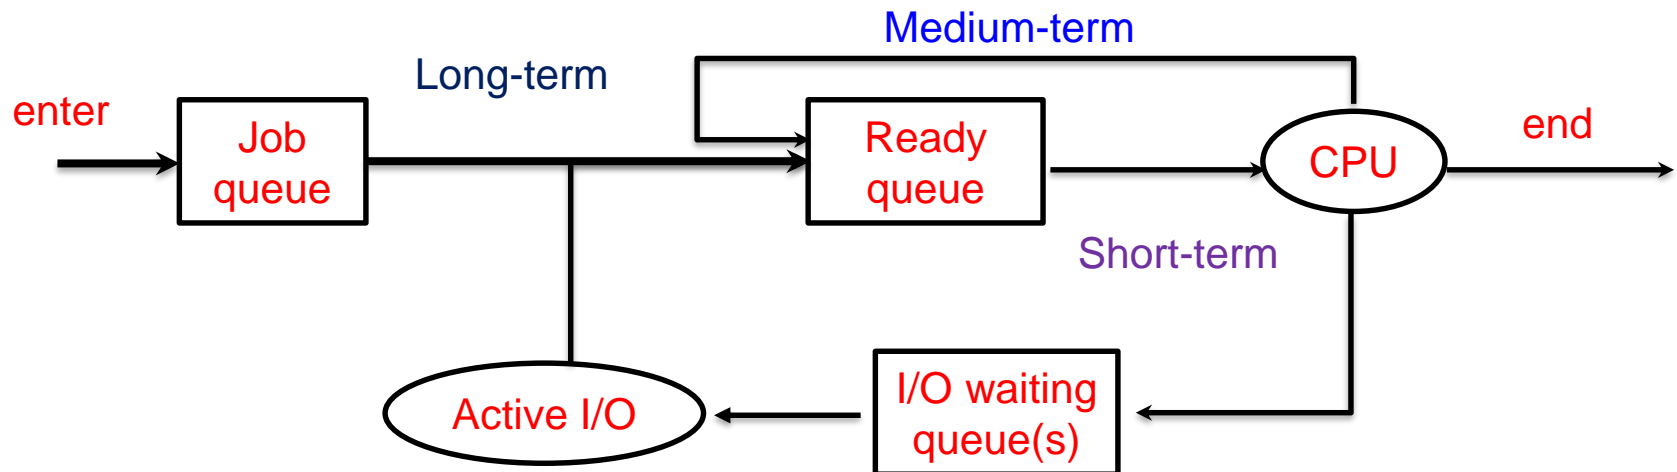 Medium-term
Long-term
enter
Job
queue
Ready
queue
CPU
end
Short-term
Active I/O
I/O waiting
queue(s)